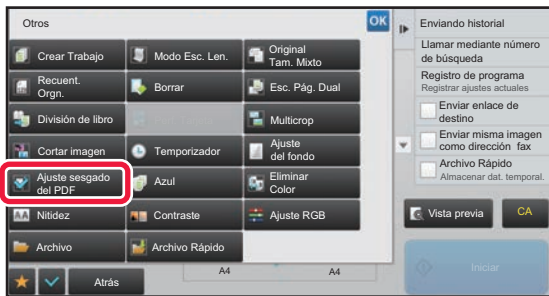 Otros
OK
Crear Trabajo
Modo Esc. Len.
Original
Tam. Mixto
Recuent.
Orgn.
Borrar
Esc. Pág. Dual
División de libro
Multicrop
Cortar imagen
Temporizador
Ajuste
del fondo
Ajuste sesgado
del PDF
Azul
Eliminar
Color
Nitidez
Contraste
Ajuste RGB
Archivo
Archivo Rápido
Atrás
A4
A4
Enviando historial
Llamar mediante número
de búsqueda
Registro de programa
Registrar ajustes actuales
Enviar enlace de
destino
Enviar misma imagen
como dirección fax
Archivo Rápido
Almacenar dat. temporal.
Vista previa
CA
Iniciar